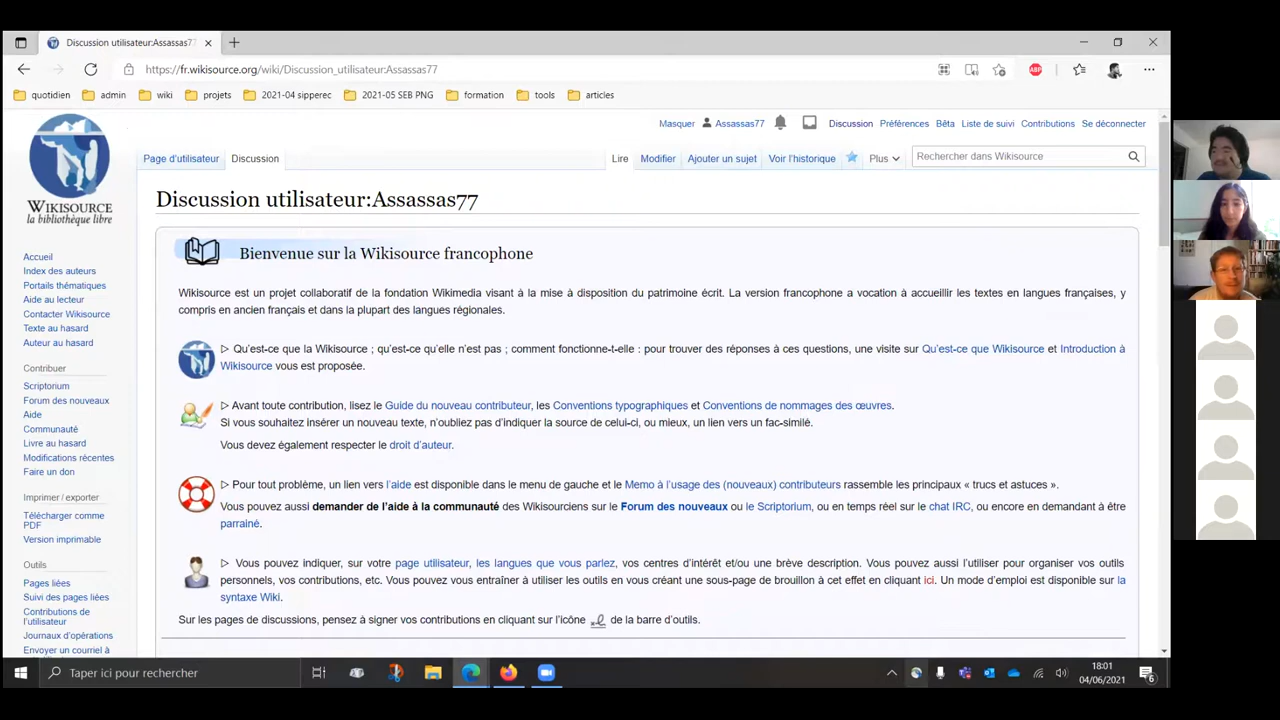 Discussion utilisateur:Assassas77
https://fr.wikisource.org/wiki/Discussion_utilisateur:Assassas77
ABP
quotidien admin wiki projets 2021-04 sipperec 2021-05 SEB PNG formation tools articles
Masquer Assassas77 Discussion Préférences Bêta Liste de suivi Contributions Se déconnecter
Page d'utilisateur Discussion Lire Modifier Ajouter un sujet Voir l'historique Plus Rechercher dans Wikisource
WIKISOURCE
la bibliothèque libre
Accueil
Index des auteurs
Portails thématiques
Aide au lecteur
Contacter Wikisource
Texte au hasard
Auteur au hasard
Contribuer
Scriptorium
Forum des nouveaux
Aide
Communauté
Livre au hasard
Modifications récentes
Faire un don
Imprimer / exporter
Télécharger comme
PDF
Version imprimable
Outils
Pages liées
Suivi des pages liées
Contributions de
l'utilisateur
Journaux d'opérations
Envoyer un courriel à
Discussion utilisateur:Assassas77
Bienvenue sur la Wikisource francophone
Wikisource est un projet collaboratif de la fondation Wikimedia visant à la mise à disposition du patrimoine écrit. La version francophone a vocation à accueillir les textes en langues françaises, y
compris en ancien français et dans la plupart des langues régionales.
▷ Qu'est-ce que la Wikisource ; qu'est-ce qu'elle n'est pas ; comment fonctionne-t-elle : pour trouver des réponses à ces questions, une visite sur Qu'est-ce que Wikisource et Introduction à
Wikisource vous est proposée.
▷ Avant toute contribution, lisez le Guide du nouveau contributeur, les Conventions typographiques et Conventions de nommages des œuvres.
Si vous souhaitez insérer un nouveau texte, n'oubliez pas d'indiquer la source de celui-ci, ou mieux, un lien vers un fac-similé.
Vous devez également respecter le droit d'auteur.
▷ Pour tout problème, un lien vers l'aide est disponible dans le menu de gauche et le Memo à l'usage des (nouveaux) contributeurs rassemble les principaux « trucs et astuces ».
Vous pouvez aussi demander de l'aide à la communauté des Wikisourciens sur le Forum des nouveaux ou le Scriptorium, ou en temps réel sur le chat IRC, ou encore en demandant à être
parrainé.
▷ Vous pouvez indiquer, sur votre page utilisateur, les langues que vous parlez, vos centres d'intérêt et/ou une brève description. Vous pouvez aussi l'utiliser pour organiser vos outils
personnels, vos contributions, etc. Vous pouvez vous entraîner à utiliser les outils en vous créant une sous-page de brouillon à cet effet en cliquant ici. Un mode d'emploi est disponible sur la
syntaxe Wiki.
Sur les pages de discussions, pensez à signer vos contributions en cliquant sur l'icône de la barre d'outils.
Taper ici pour rechercher
18:01
04/06/2021
6